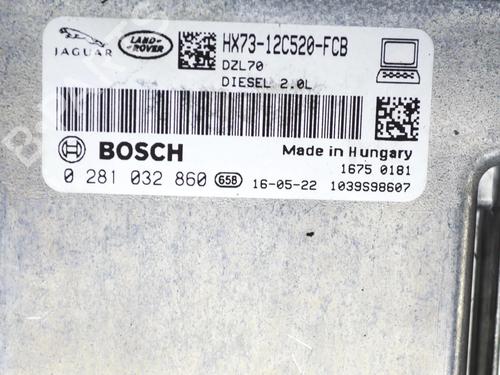 JAGUAR
LAND-
ROVER
HX73-12C520-FCB
DZL70
DIESEL 2.0L
BOSCH
Made in Hungary
1675 0181
0 281 032 860 65B 16-05-22 1039S98607